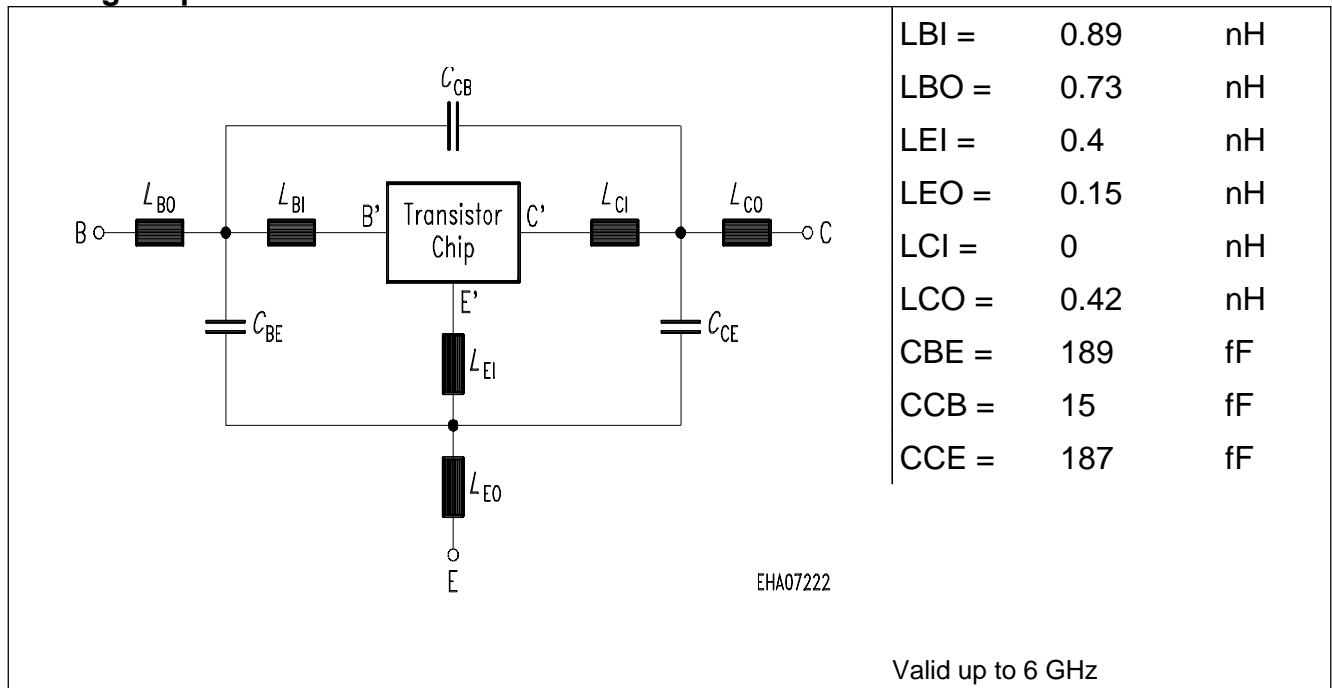 C_CB
L_BO
L_BI
B'
Transistor
Chip
C'
L_CI
L_CO
B
C
E'
C_BE
C_CE
L_EI
L_EO
E
EHA07222
LBI = 0.89 nH
LBO = 0.73 nH
LEI = 0.4 nH
LEO = 0.15 nH
LCI = 0 nH
LCO = 0.42 nH
CBE = 189 fF
CCB = 15 fF
CCE = 187 fF
Valid up to 6 GHz